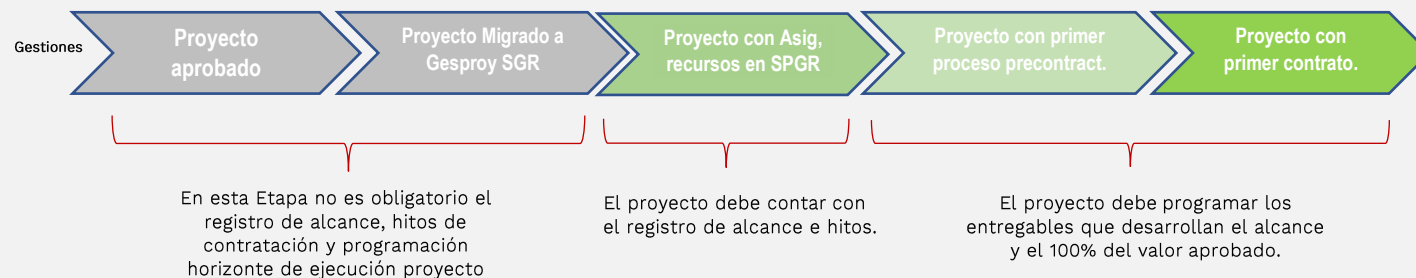 Gestiones
Proyecto
aprobado
Proyecto Migrado a
Gesproy SGR
Proyecto con Asig,
recursos en SPGR
Proyecto con primer
proceso precontract.
Proyecto con
primer contrato.
En esta Etapa no es obligatorio el
registro de alcance, hitos de
contratación y programación
horizonte de ejecución proyecto
El proyecto debe contar con
el registro de alcance e hitos.
El proyecto debe programar los
entregables que desarrollan el alcance
y el 100% del valor aprobado.